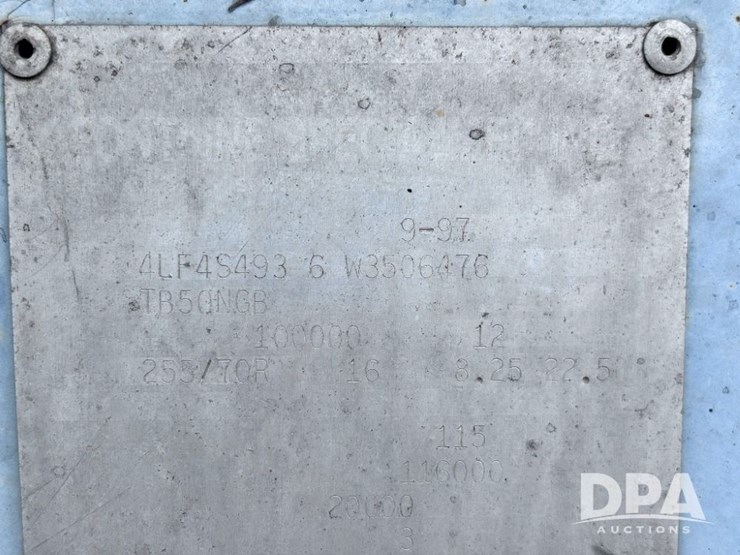 9-97
4LF4S493 6 W3506476
TB50NGB
100000 12
255/70R 16 8.25 22.5
115
116000
20000
3
DPA
AUCTIONS